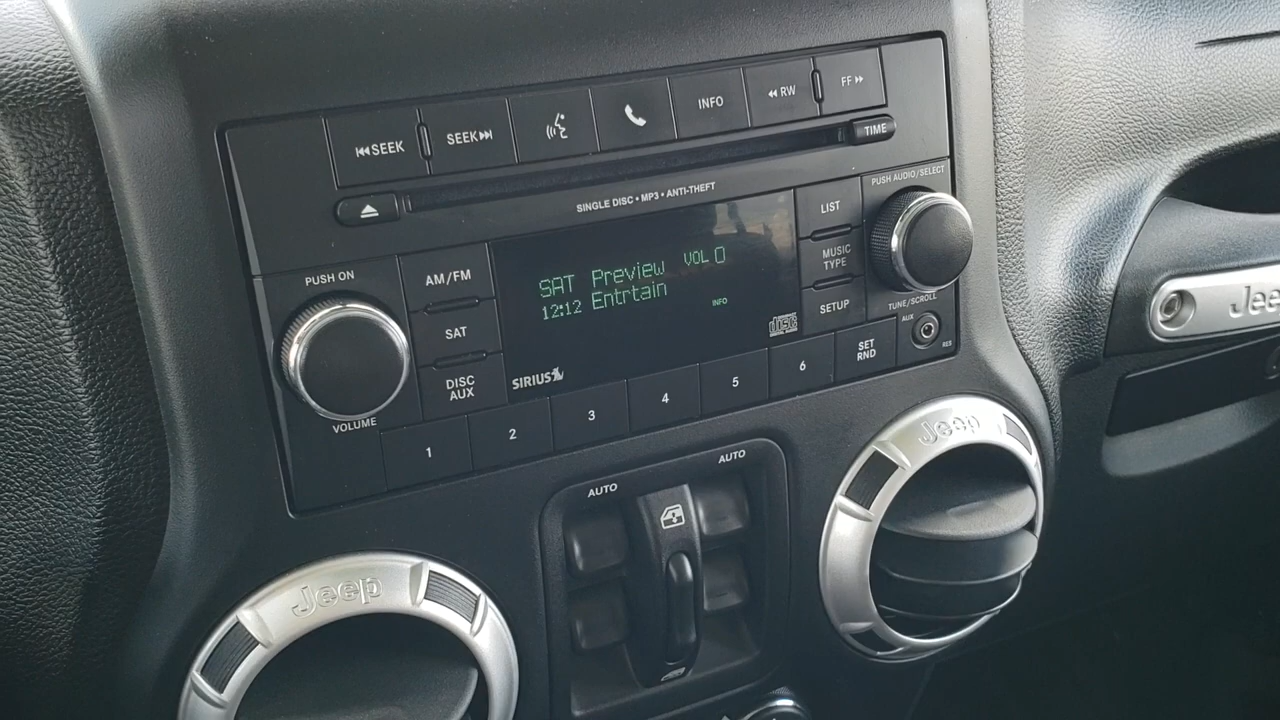 SEEK
SEEK
INFO
RW
FF
TIME
SINGLE DISC • MP3 • ANTI-THEFT
PUSH AUDIO/SELECT
PUSH ON
AM/FM
SAT
DISC AUX
VOLUME
SAT Preview VOL 0
12:12 Entrtain
INFO
SIRIUS
disc
LIST
MUSIC TYPE
SETUP
TUNE/SCROLL
AUX
SET RND
1
2
3
4
5
6
AUTO
AUTO
Jeep
Jeep
Jee